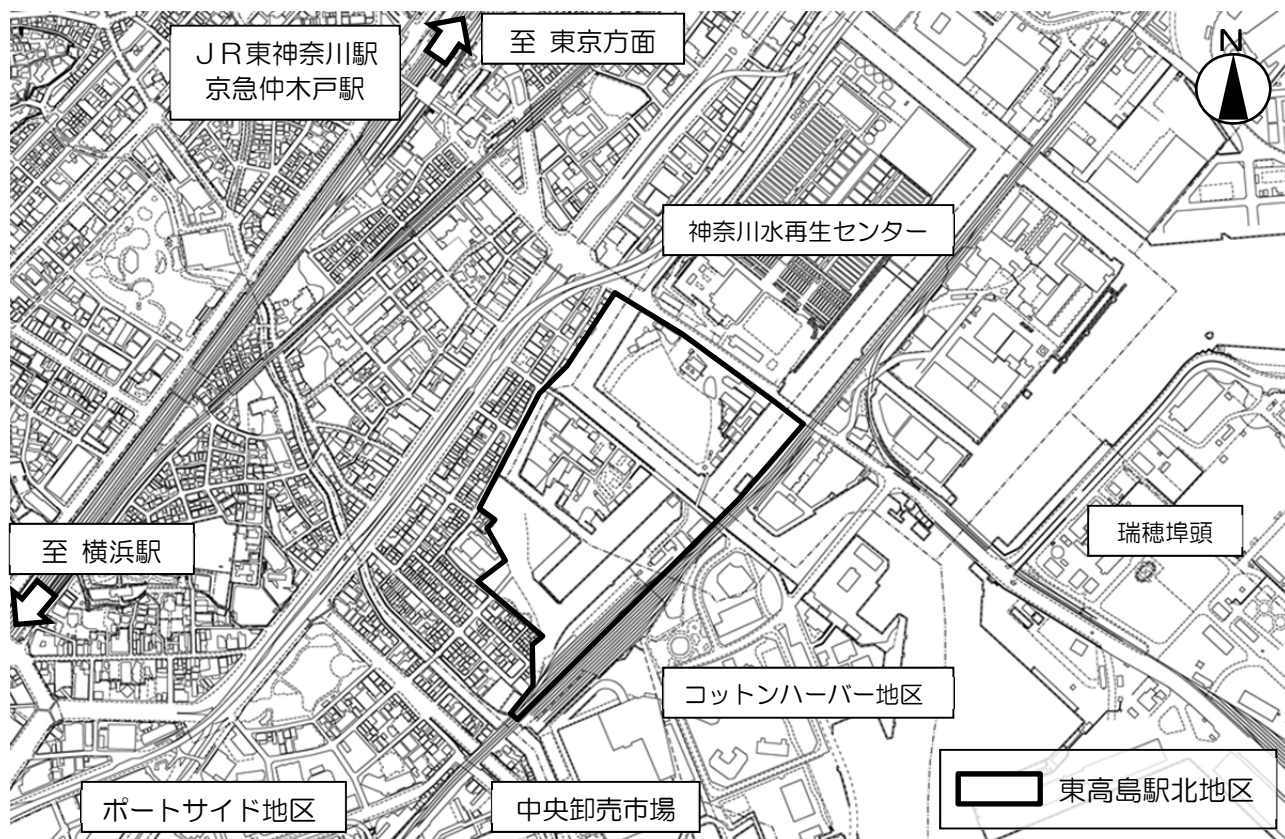 JR東神奈川駅
京急仲木戸駅
至 東京方面
N
神奈川水再生センター
至 横浜駅
瑞穂埠頭
コットンハーバー地区
ポートサイド地区
中央卸売市場
東高島駅北地区